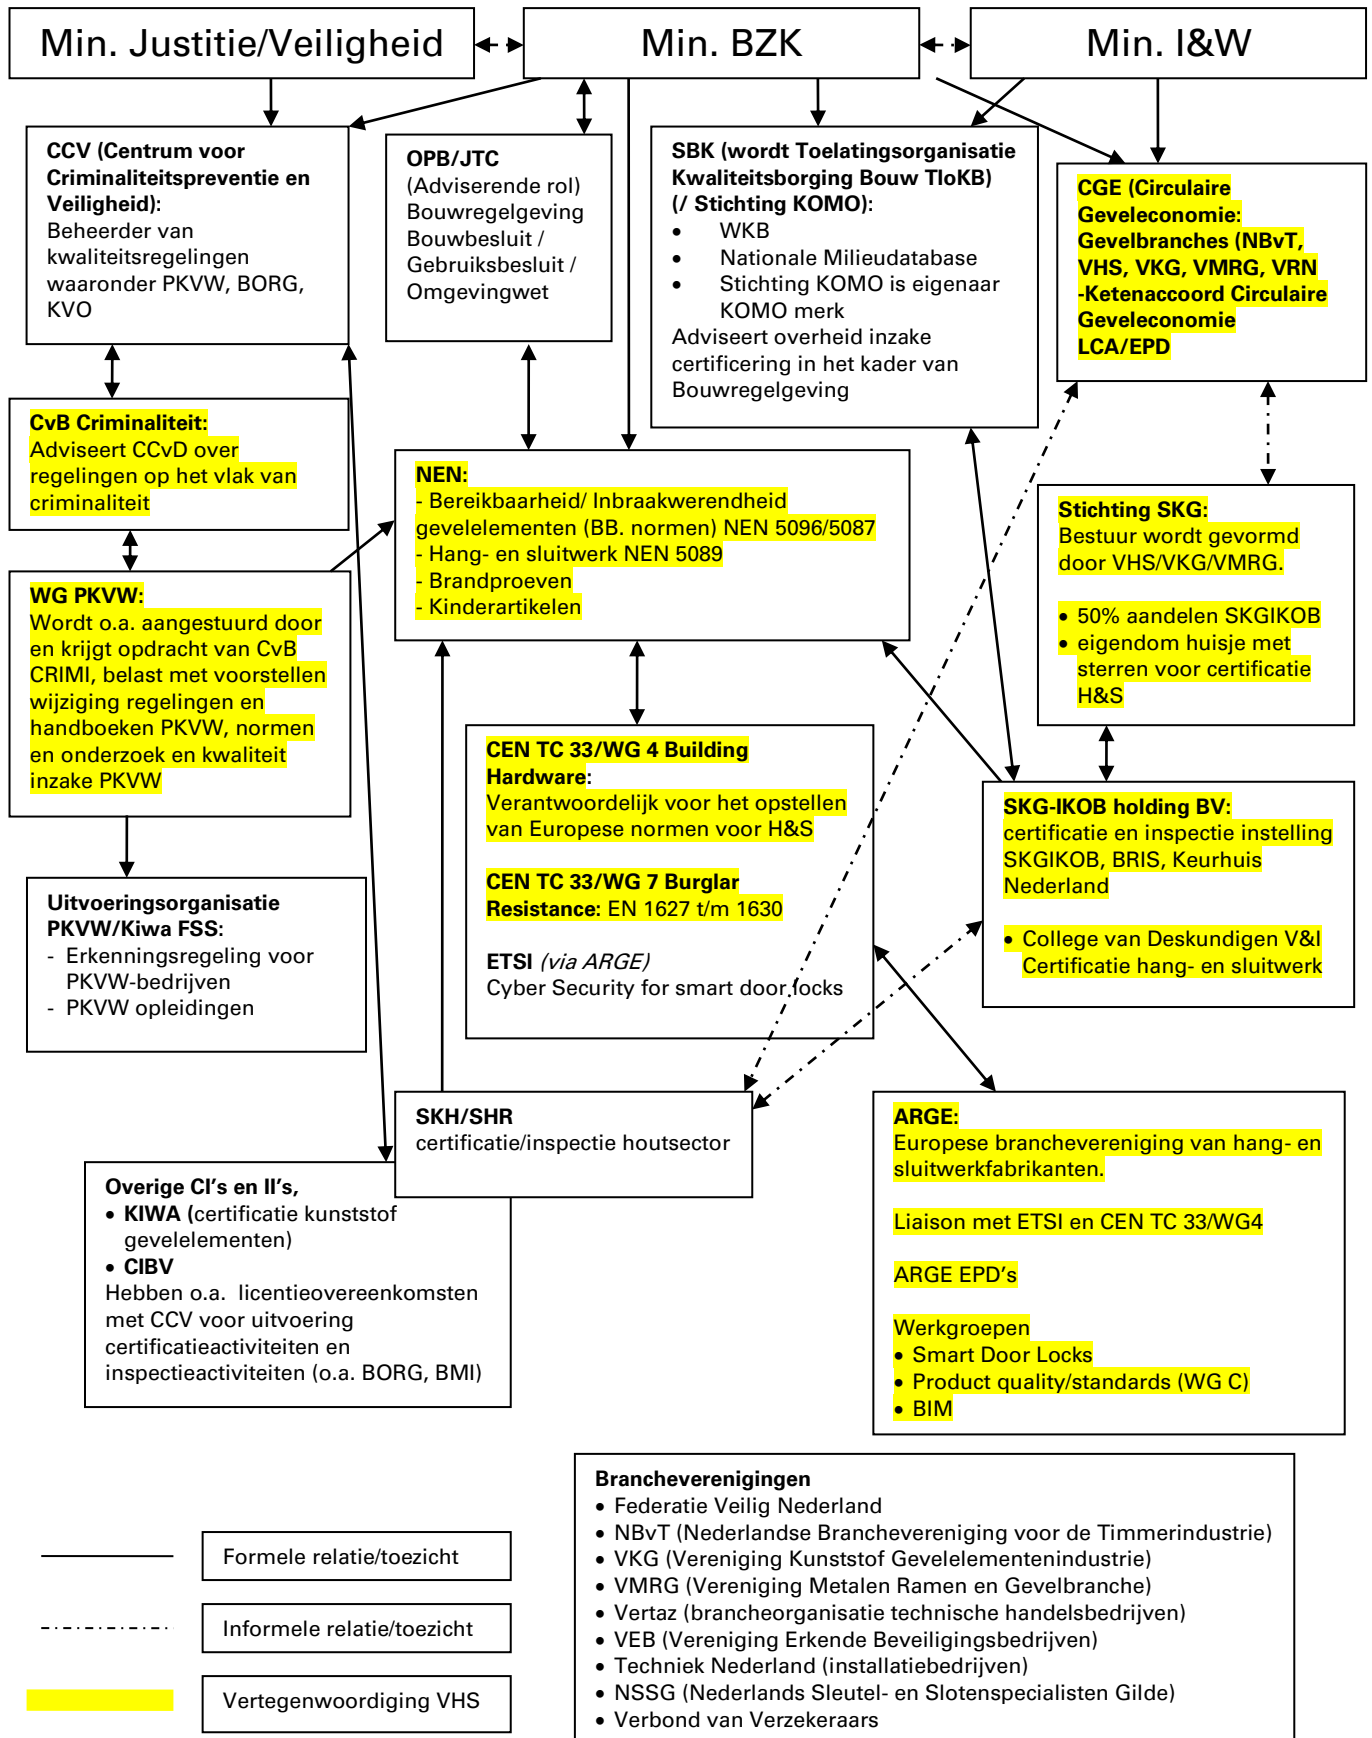 Min. Justitie/Veiligheid
Min. BZK
Min. I&W
CCV (Centrum voor
Criminaliteitspreventie en
Veiligheid):
Beheerder van
kwaliteitsregelingen
waaronder PKVW, BORG,
KVO
OPB/JTC
(Adviserende rol)
Bouwregelgeving
Bouwbesluit /
Gebruiksbesluit /
Omgevingwet
SBK (wordt Toelatingsorganisatie
Kwaliteitsborging Bouw TloKB)
(/ Stichting KOMO):
• WKB
• Nationale Milieudatabase
• Stichting KOMO is eigenaar
KOMO merk
Adviseert overheid inzake
certificering in het kader van
Bouwregelgeving
CGE (Circulaire
Geveleconomie:
Gevelbranches (NBvT,
VHS, VKG, VMRG, VRN
-Ketenaccoord Circulaire
Geveleconomie
LCA/EPD
CvB Criminaliteit:
Adviseert CCvD over
regelingen op het vlak van
criminaliteit
NEN:
- Bereikbaarheid/ Inbraakwerendheid
gevelelementen (BB. normen) NEN 5096/5087
- Hang- en sluitwerk NEN 5089
- Brandproeven
- Kinderartikelen
Stichting SKG:
Bestuur wordt gevormd
door VHS/VKG/VMRG.
• 50% aandelen SKGIKOB
• eigendom huisje met
sterren voor certificatie
H&S
WG PKVW:
Wordt o.a. aangestuurd door
en krijgt opdracht van CvB
CRIMI, belast met voorstellen
wijziging regelingen en
handboeken PKVW, normen
en onderzoek en kwaliteit
inzake PKVW
CEN TC 33/WG 4 Building
Hardware:
Verantwoordelijk voor het opstellen
van Europese normen voor H&S
CEN TC 33/WG 7 Burglar
Resistance: EN 1627 t/m 1630
ETSI (via ARGE)
Cyber Security for smart door locks
SKG-IKOB holding BV:
certificatie en inspectie instelling
SKGIKOB, BRIS, Keurhuis
Nederland
• College van Deskundigen V&I
Certificatie hang- en sluitwerk
Uitvoeringsorganisatie
PKVW/Kiwa FSS:
- Erkenningsregeling voor
PKVW-bedrijven
- PKVW opleidingen
SKH/SHR
certificatie/inspectie houtsector
ARGE:
Europese branchevereniging van hang- en
sluitwerkfabrikanten.
Liaison met ETSI en CEN TC 33/WG4
ARGE EPD’s
Werkgroepen
• Smart Door Locks
• Product quality/standards (WG C)
• BIM
Overige CI’s en II’s,
• KIWA (certificatie kunststof
gevelelementen)
• CIBV
Hebben o.a. licentieovereenkomsten
met CCV voor uitvoering
certificatieactiviteiten en
inspectieactiviteiten (o.a. BORG, BMI)
Brancheverenigingen
• Federatie Veilig Nederland
• NBvT (Nederlandse Branchevereniging voor de Timmerindustrie)
• VKG (Vereniging Kunststof Gevelelementenindustrie)
• VMRG (Vereniging Metalen Ramen en Gevelbranche)
• Vertaz (brancheorganisatie technische handelsbedrijven)
• VEB (Vereniging Erkende Beveiligingsbedrijven)
• Techniek Nederland (installatiebedrijven)
• NSSG (Nederlands Sleutel- en Slotenspecialisten Gilde)
• Verbond van Verzekeraars
Formele relatie/toezicht
Informele relatie/toezicht
Vertegenwoordiging VHS